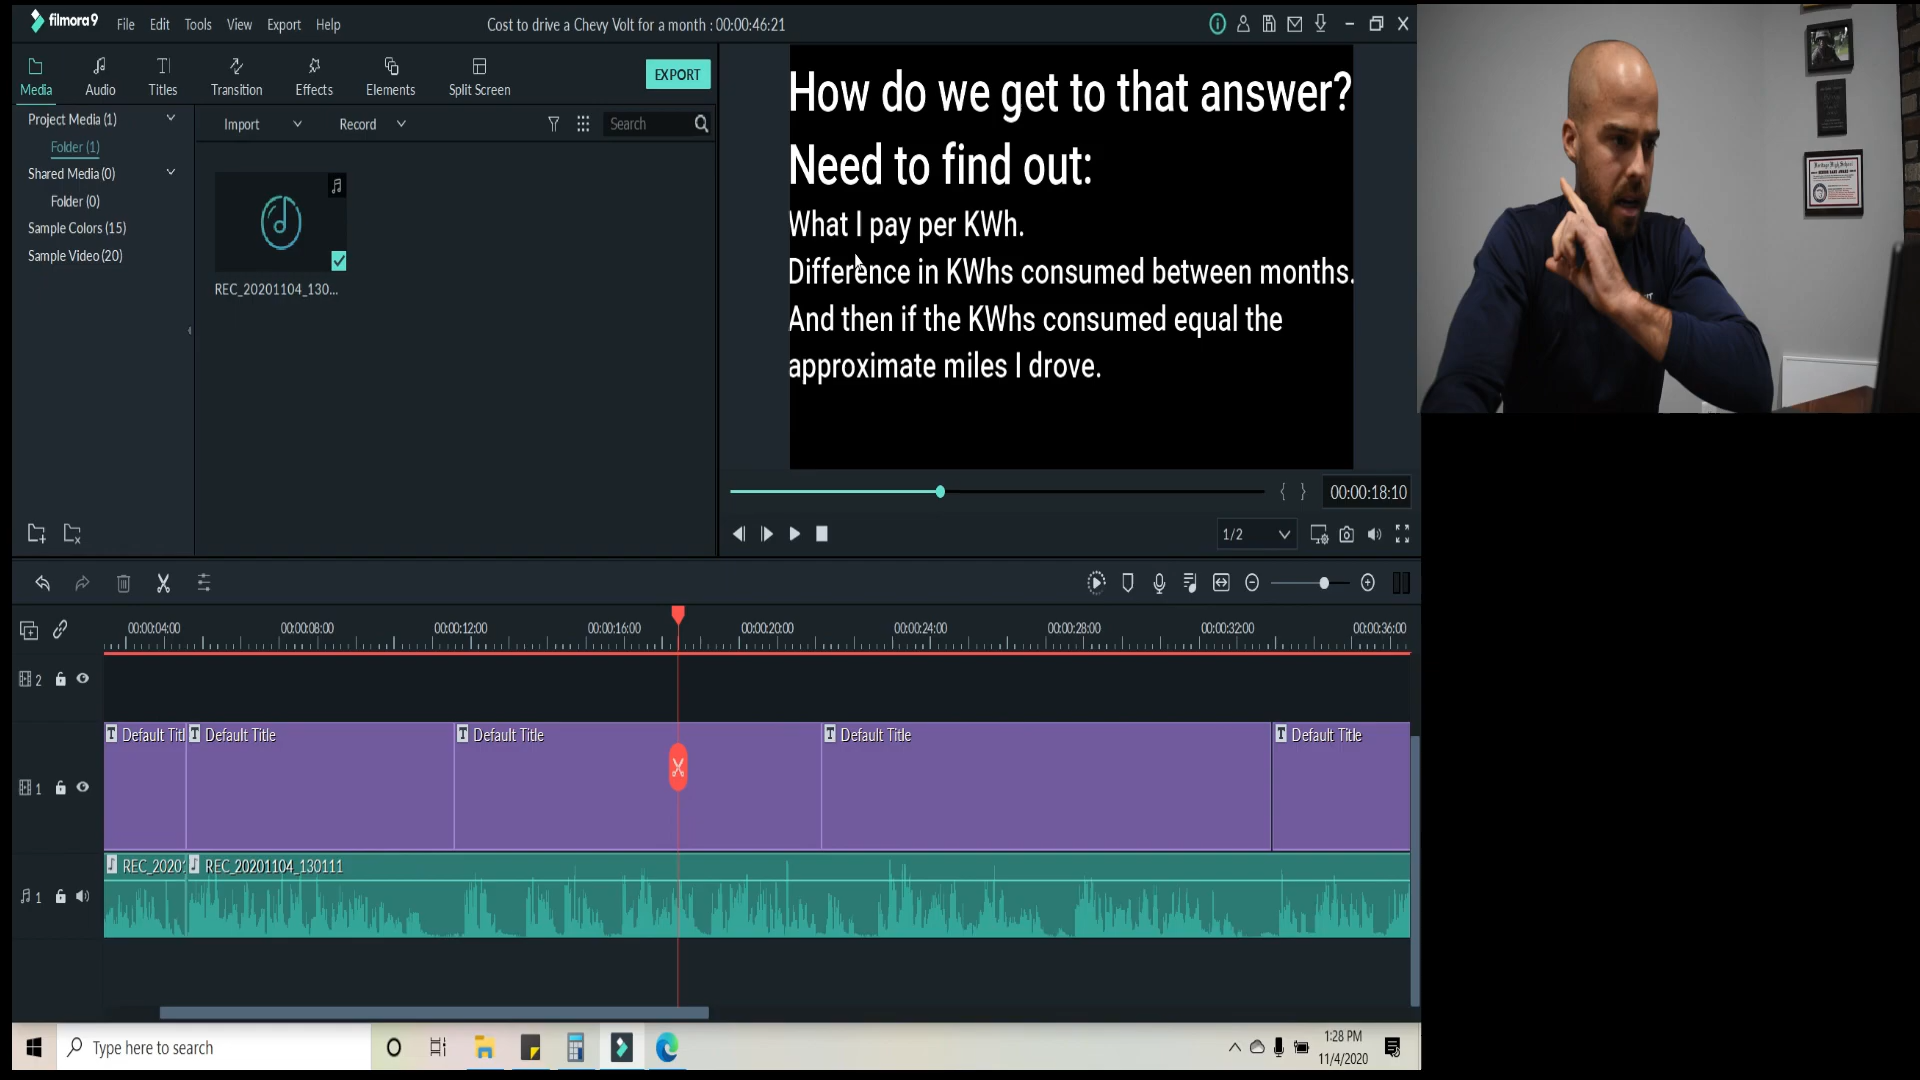 filmora9 File Edit Tools View Export Help
Cost to drive a Chevy Volt for a month : 00:00:46:21
Media Audio Titles Transition Effects Elements Split Screen
EXPORT
Project Media (1)
Folder (1)
Shared Media (0)
Folder (0)
Sample Colors (15)
Sample Video (20)
Import Record Search
REC_20201104_130...
How do we get to that answer?
Need to find out:
What I pay per KWh.
Difference in KWhs consumed between months.
And then if the KWhs consumed equal the
approximate miles I drove.
{ } 00:00:18:10
1/2
00:00:04:00 00:00:08:00 00:00:12:00 00:00:16:00 00:00:20:00 00:00:24:00 00:00:28:00 00:00:32:00 00:00:36:00
2
T Default Titl T Default Title T Default Title T Default Title T Default Title
1
REC_2020 REC_20201104_130111
1
Type here to search
1:28 PM
11/4/2020